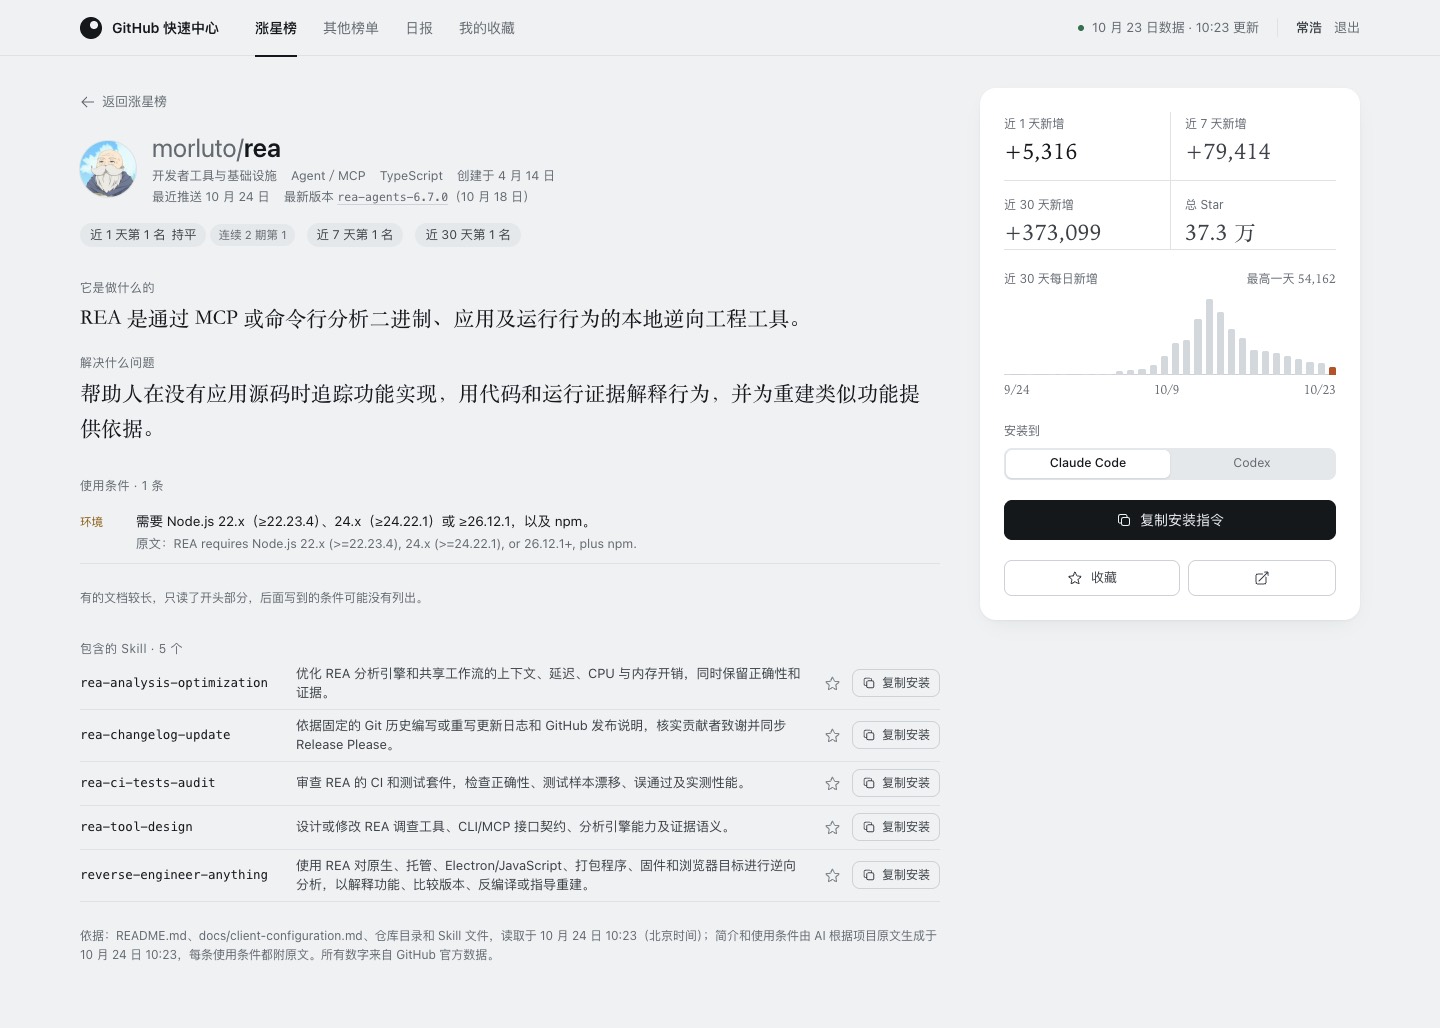 GitHub 快速中心
涨星榜
其他榜单
日报
我的收藏
10 月 23 日数据 · 10:23 更新
常浩
退出
返回涨星榜
morluto/rea
开发者工具与基础设施 Agent / MCP TypeScript 创建于 4 月 14 日
最近推送 10 月 24 日 最新版本 rea-agents-6.7.0（10 月 18 日）
近 1 天第 1 名 持平
连续 2 期第 1
近 7 天第 1 名
近 30 天第 1 名
它是做什么的
REA 是通过 MCP 或命令行分析二进制、应用及运行行为的本地逆向工程工具。
解决什么问题
帮助人在没有应用源码时追踪功能实现，用代码和运行证据解释行为，并为重建类似功能提
供依据。
使用条件 · 1 条
环境
需要 Node.js 22.x（≥22.23.4）、24.x（≥24.22.1）或 ≥26.12.1，以及 npm。
原文：REA requires Node.js 22.x (>=22.23.4), 24.x (>=24.22.1), or 26.12.1+, plus npm.
有的文档较长，只读了开头部分，后面写到的条件可能没有列出。
包含的 Skill · 5 个
rea-analysis-optimization
优化 REA 分析引擎和共享工作流的上下文、延迟、CPU 与内存开销，同时保留正确性和
证据。
复制安装
rea-changelog-update
依据固定的 Git 历史编写或重写更新日志和 GitHub 发布说明，核实贡献者致谢并同步
Release Please。
复制安装
rea-ci-tests-audit
审查 REA 的 CI 和测试套件，检查正确性、测试样本漂移、误通过及实测性能。
复制安装
rea-tool-design
设计或修改 REA 调查工具、CLI/MCP 接口契约、分析引擎能力及证据语义。
复制安装
reverse-engineer-anything
使用 REA 对原生、托管、Electron/JavaScript、打包程序、固件和浏览器目标进行逆向
分析，以解释功能、比较版本、反编译或指导重建。
复制安装
依据：README.md、docs/client-configuration.md、仓库目录和 Skill 文件，读取于 10 月 24 日 10:23（北京时间）；简介和使用条件由 AI 根据项目原文生成于
10 月 24 日 10:23，每条使用条件都附原文。所有数字来自 GitHub 官方数据。
近 1 天新增
+5,316
近 7 天新增
+79,414
近 30 天新增
+373,099
总 Star
37.3 万
近 30 天每日新增
最高一天 54,162
9/24
10/9
10/23
安装到
Claude Code
Codex
复制安装指令
收藏